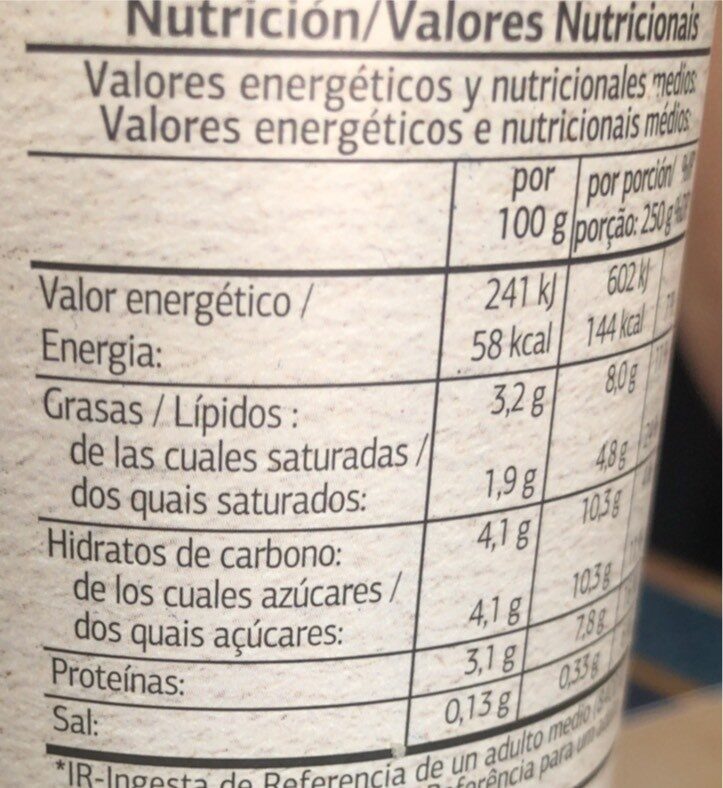 Nutrición/Valores Nutricionais
Valores energéticos y nutricionales medios:
Valores energéticos e nutricionais médios:
por 100 g
por porción/
porção: 250 g
Valor energético / 241 kJ 602 kJ
Energia: 58 kcal 144 kcal
Grasas / Lípidos : 3,2 g 8,0 g
de las cuales saturadas /
dos quais saturados: 1,9 g 4,8 g
Hidratos de carbono: 4,1 g 10,3 g
de los cuales azúcares /
dos quais açúcares: 4,1 g 10,3 g
Proteínas: 3,1 g 7,8 g
Sal: 0,13 g 0,33 g
*IR-Ingesta de Referencia de un adulto medio
para um